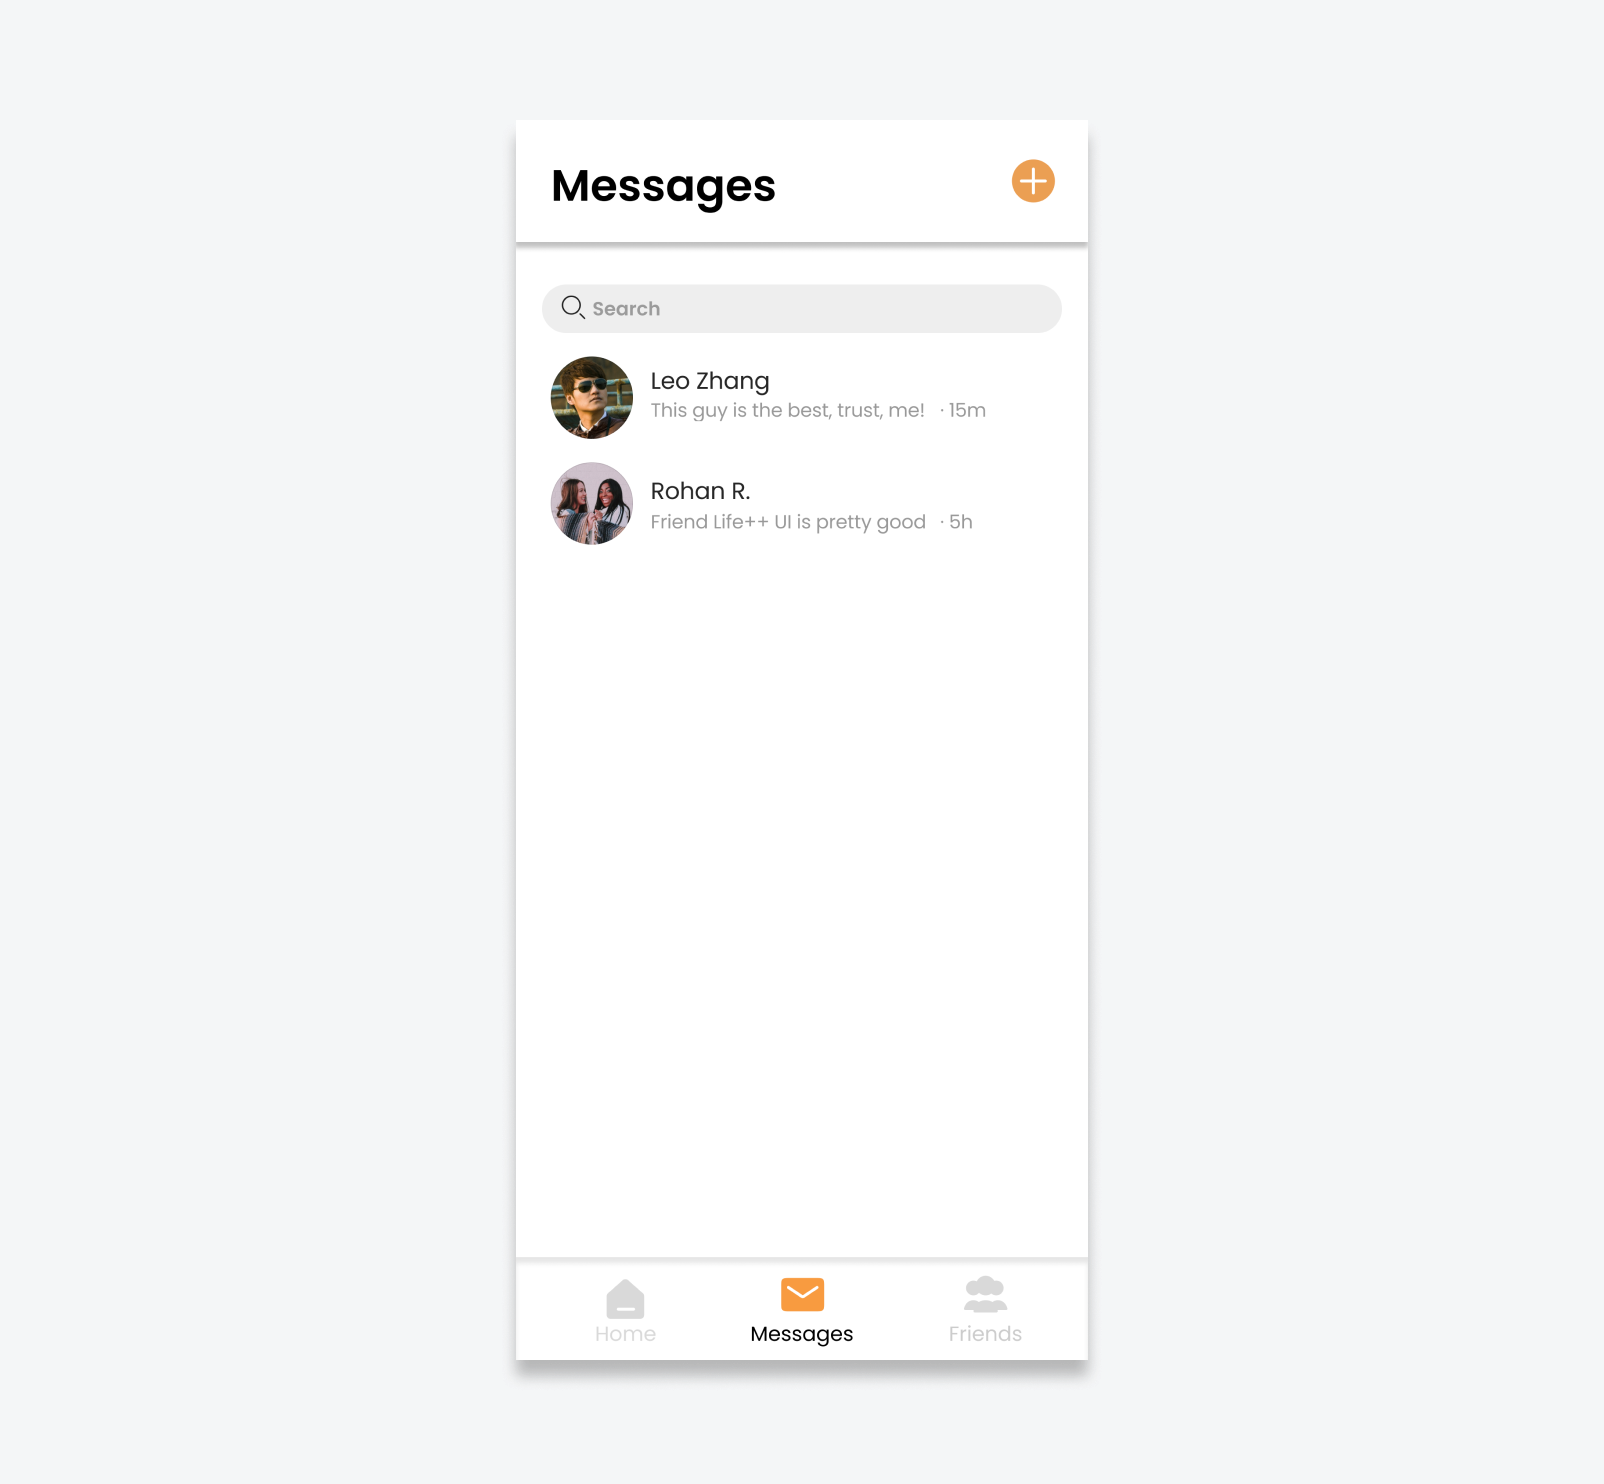 Messages
Search
Leo Zhang
This guy is the best, trust, me! · 15m
Rohan R.
Friend Life++ UI is pretty good · 5h
Home
Messages
Friends